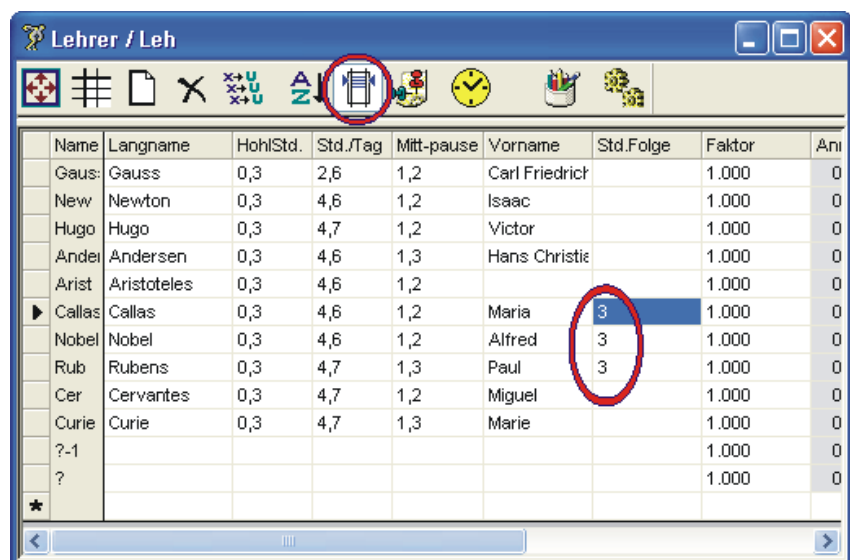 Lehrer / Leh
Name Langname HohlStd. Std./Tag Mitt-pause Vorname Std.Folge Faktor
Gauss 0,3 2,6 1,2 Carl Friedrich 1.000 0
New Newton 0,3 4,6 1,2 Isaac 1.000 0
Hugo Hugo 0,3 4,7 1,2 Victor 1.000 0
Andersen 0,3 4,6 1,3 Hans 1.000 0
Arist Aristoteles 0,3 4,6 1,2 1.000 0
Callas Callas 0,3 4,6 1,2 Maria 3 1.000 0
Nobel Nobel 0,3 4,6 1,2 Alfred 3 1.000 0
Rub Rubens 0,3 4,7 1,3 Paul 3 1.000 0
Cer Cervantes 0,3 4,7 1,2 Miguel 1.000 0
Curie Curie 0,3 4,7 1,3 Marie 1.000 0
?-1 1.000 0
? 1.000 0